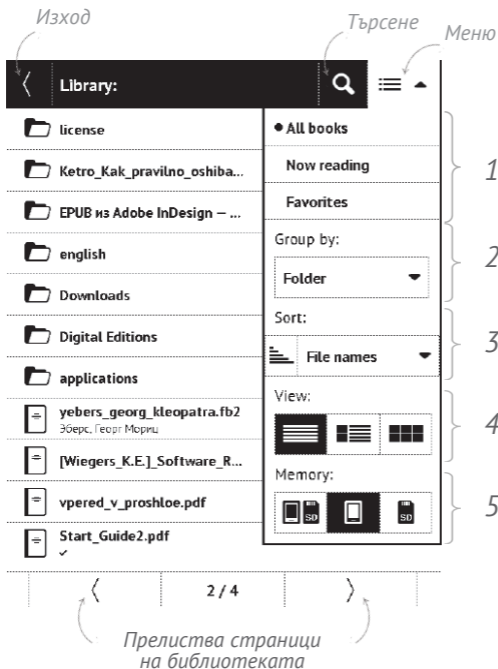 Изход
Търсене
Меню
Library:
license
Ketro_Kak_pravilno_oshiba...
EPUB из Adobe InDesign — ...
english
Downloads
Digital Editions
applications
yebers_georg_kleopatra.fb2
Эберс, Георг Мориц
[Wiegers_K.E.]_Software_R...
vpered_v_proshloe.pdf
Start_Guide2.pdf
All books
Now reading
Favorites
1
Group by:
Folder
2
Sort:
File names
3
View:
4
Memory:
SD
SD
5
2 / 4
Прелиства страници
на библиотеката